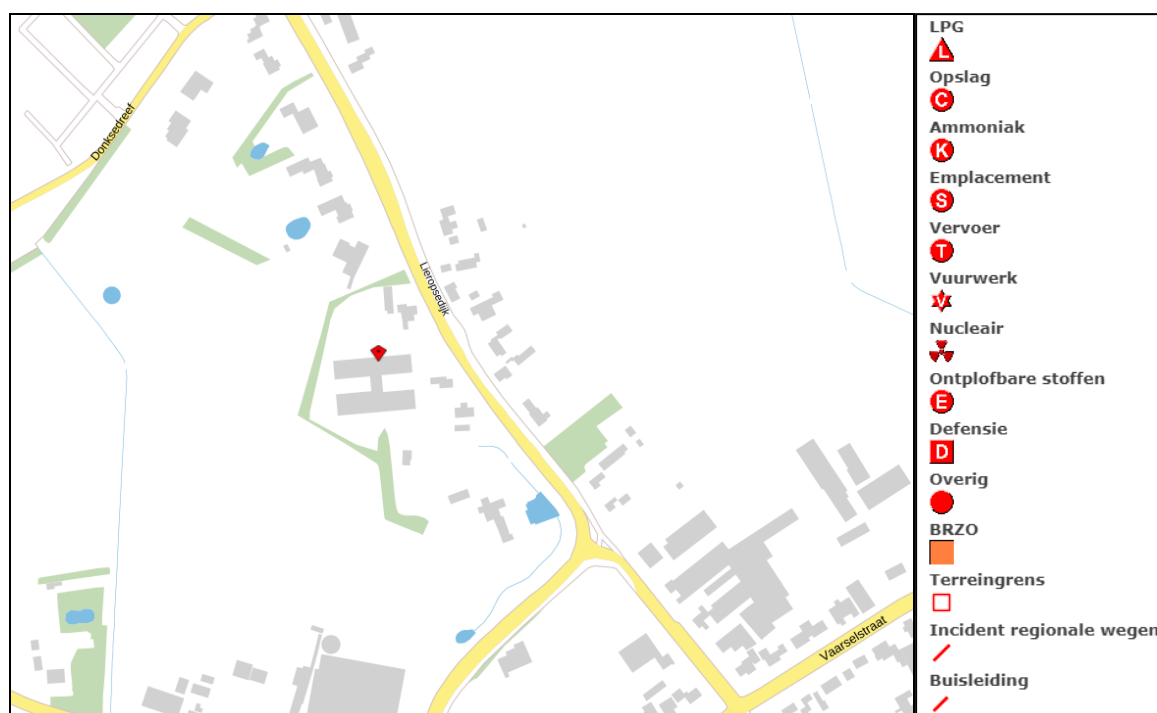 Donksedreef
Lieropsedijk
Vaarselstraat
LPG
L
Opslag
C
Ammoniak
K
Emplacement
S
Vervoer
T
Vuurwerk
V
Nucleair
Ontplofbare stoffen
E
Defensie
D
Overig
BRZO
Terreingrens
Incident regionale wegen
Buisleiding